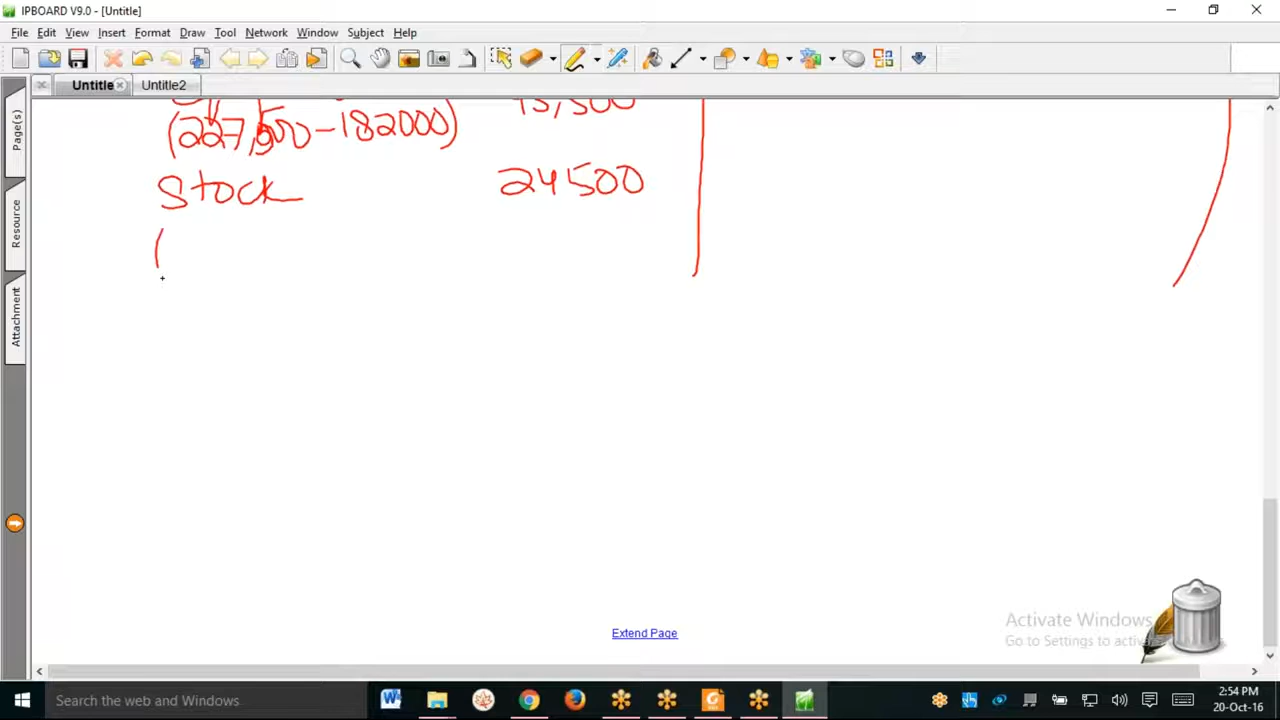 IPBOARD V9.0 - [Untitle]
File Edit View Insert Format Draw Tool Network Window Subject Help
Untitle Untitle2
Page(s)
Resource
Attachment
(227,500-182000)
Stock 24500
(
Extend Page
Activate Windows
Go to Settings to activ
Search the web and Windows
2:54 PM
20-Oct-16